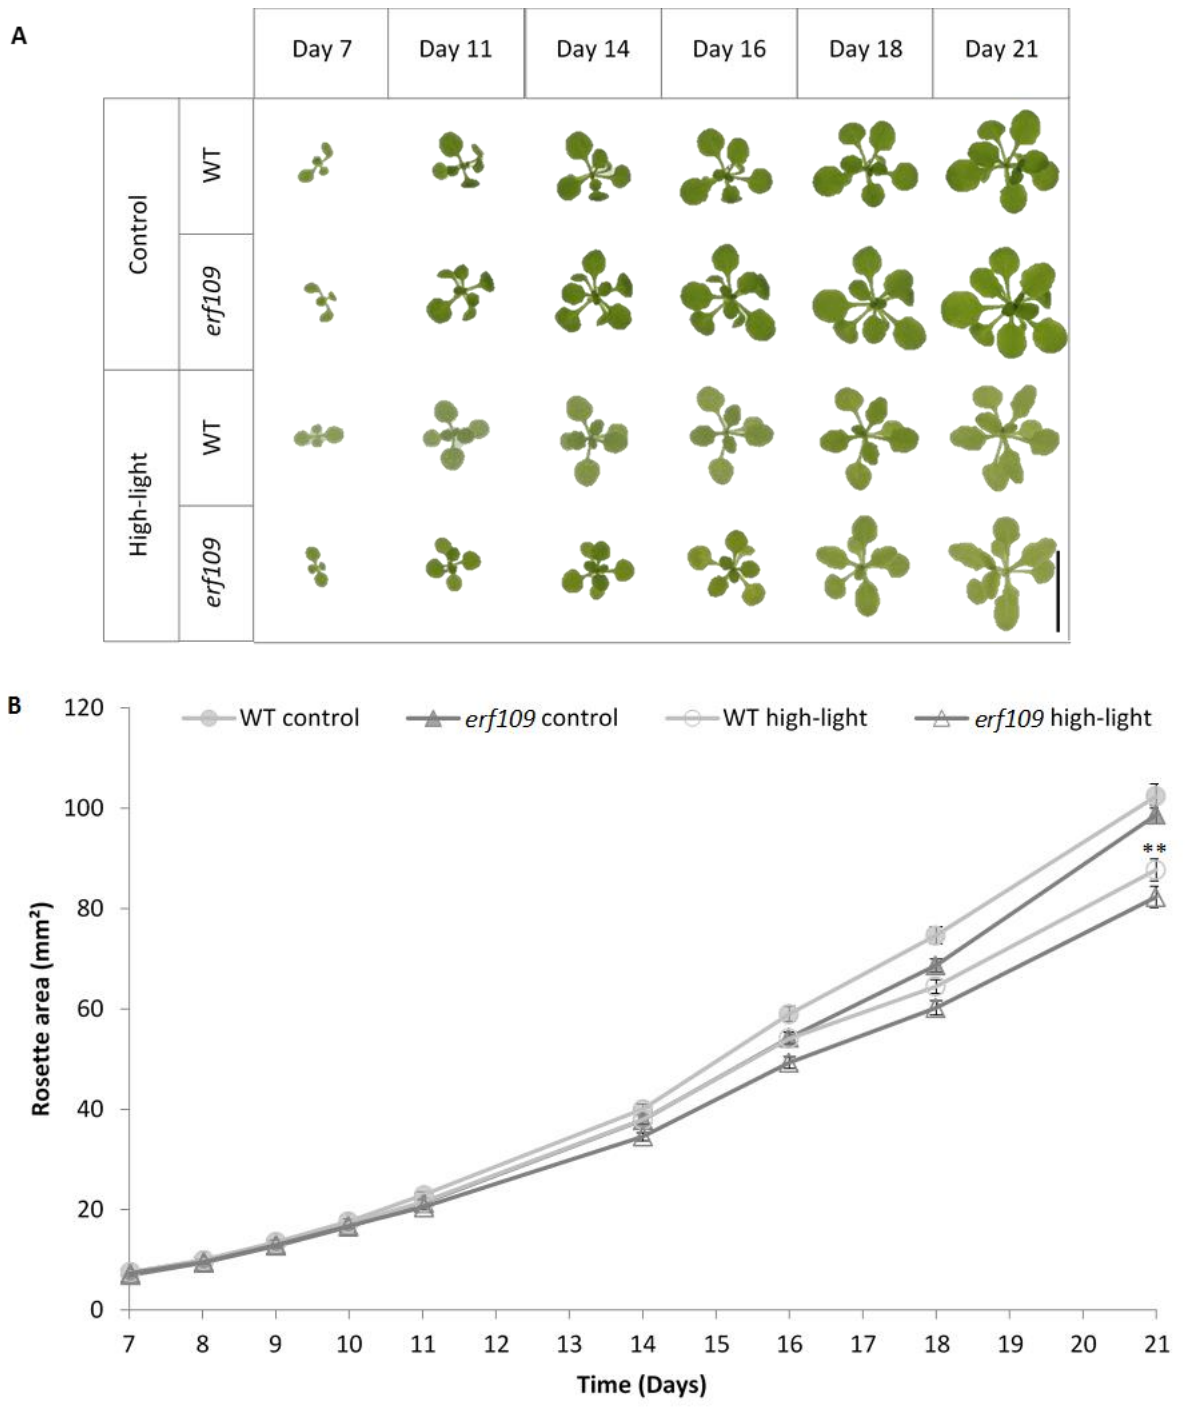 A
Day 7 Day 11 Day 14 Day 16 Day 18 Day 21
Control
WT
erf109
High-light
WT
erf109
B
WT control erf109 control WT high-light erf109 high-light
120
100
80
60
40
20
0
**
Rosette area (mm²)
7 8 9 10 11 12 13 14 15 16 17 18 19 20 21
Time (Days)